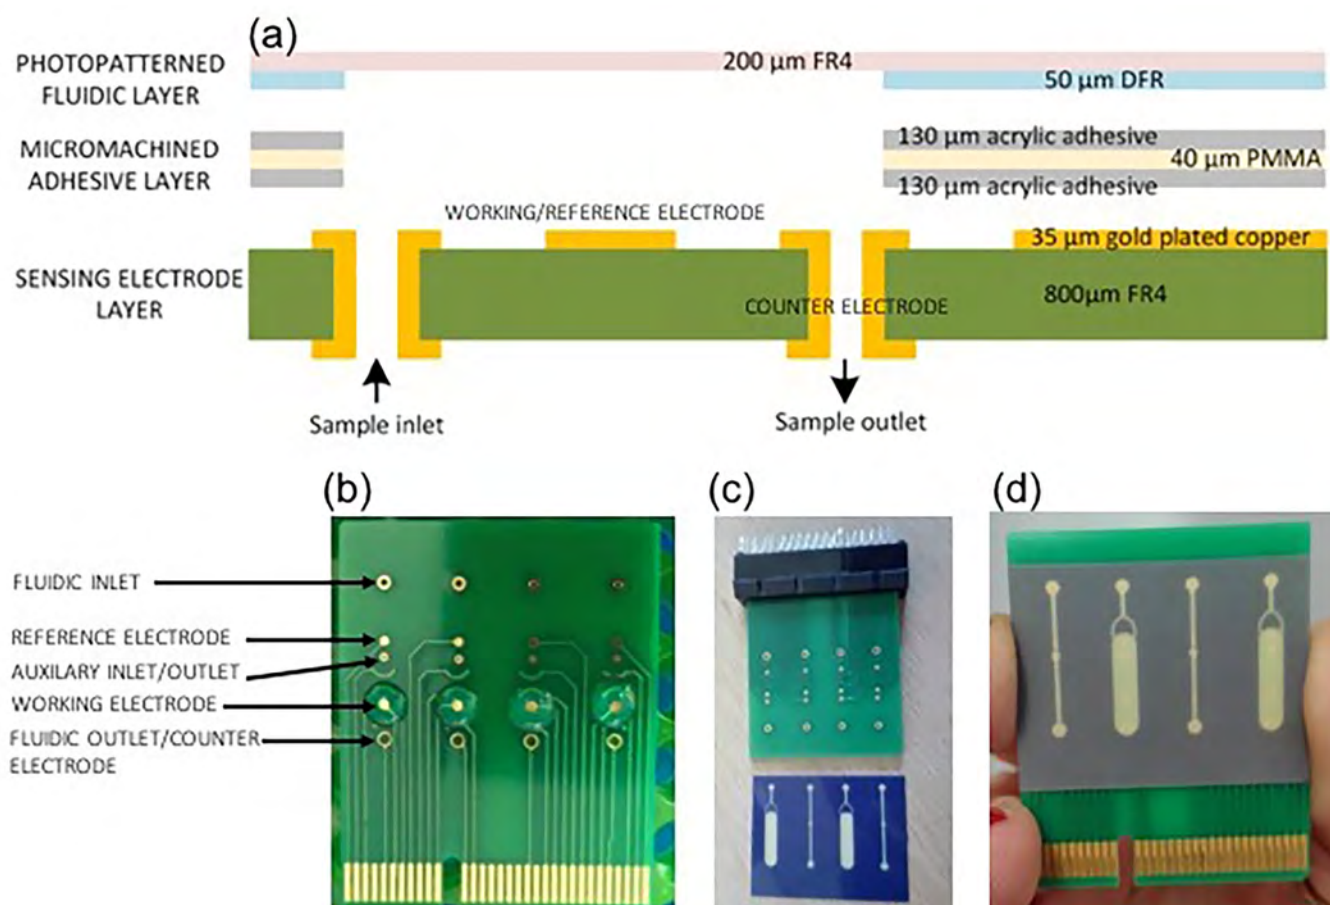 (a)
PHOTOPATTERNED
FLUIDIC LAYER
200 µm FR4
50 µm DFR
MICROMACHINED
ADHESIVE LAYER
130 µm acrylic adhesive
40 µm PMMA
130 µm acrylic adhesive
WORKING/REFERENCE ELECTRODE
35 µm gold plated copper
SENSING ELECTRODE
LAYER
800µm FR4
COUNTER ELECTRODE
Sample inlet
Sample outlet
(b)
(c)
(d)
FLUIDIC INLET
REFERENCE ELECTRODE
AUXILARY INLET/OUTLET
WORKING ELECTRODE
FLUIDIC OUTLET/COUNTER
ELECTRODE